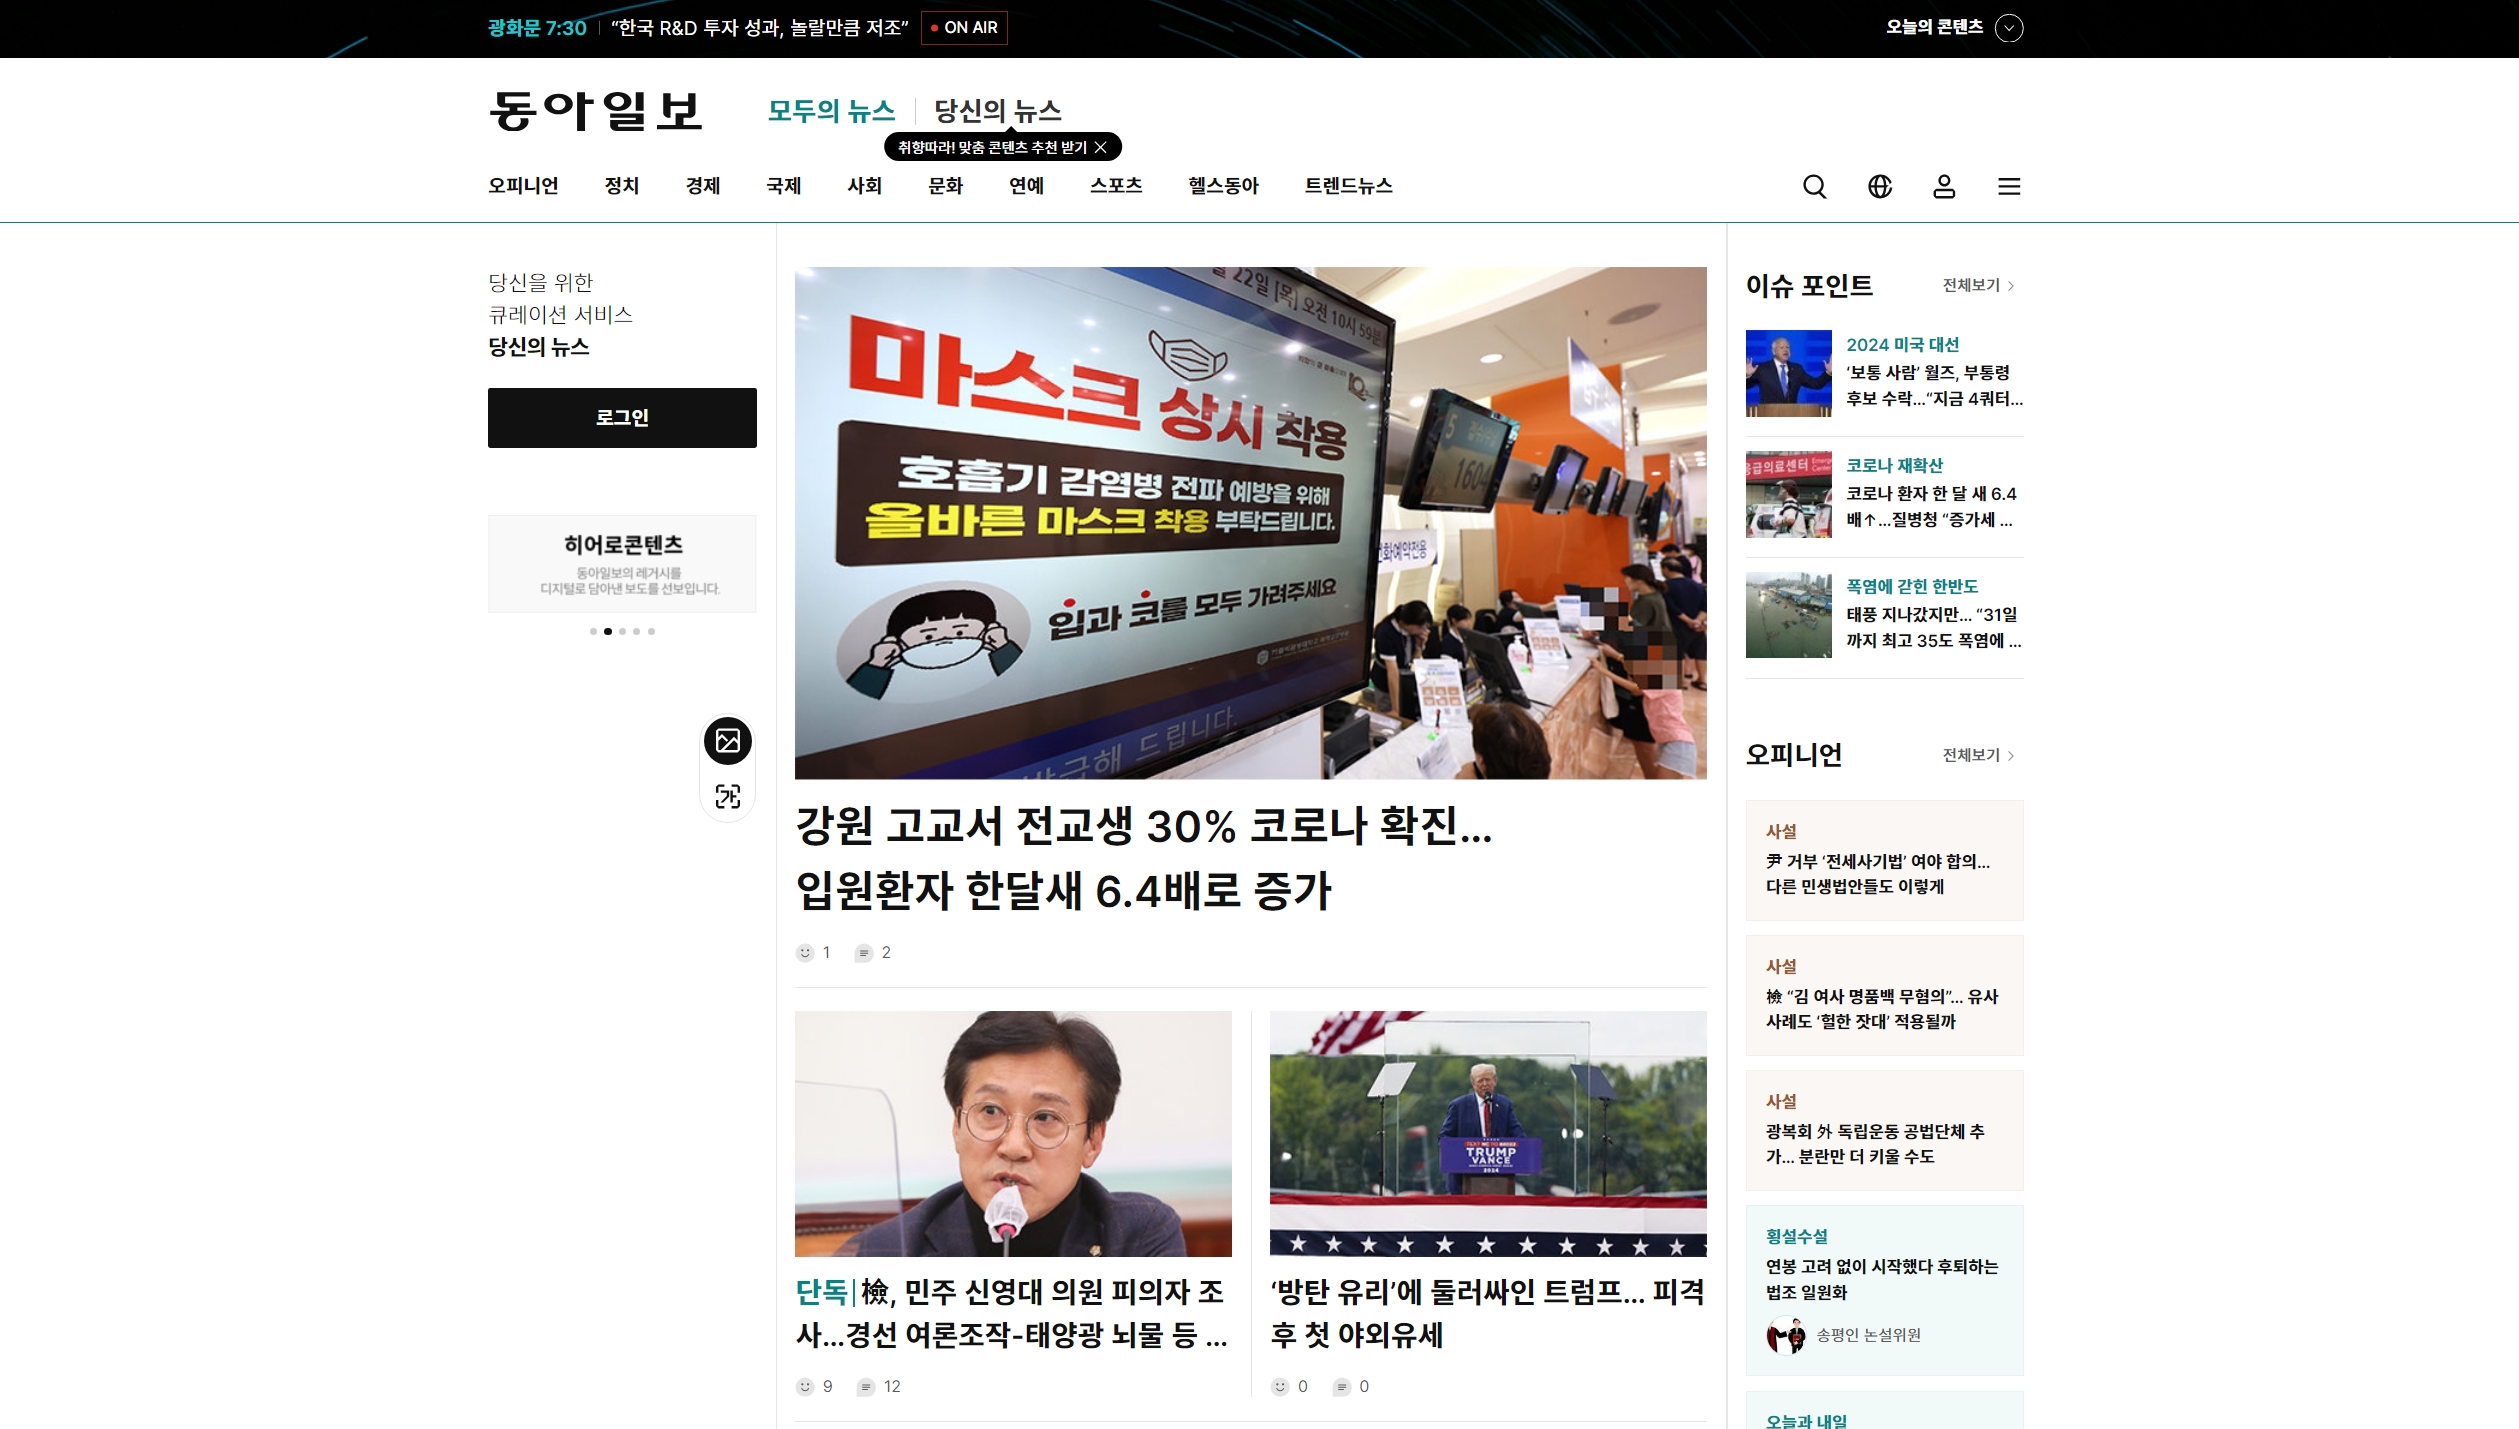 광화문 7:30 “한국 R&D 투자 성과, 놀랄만큼 저조” ON AIR
오늘의 콘텐츠
동아일보
모두의 뉴스 당신의 뉴스
취향따라! 맞춤 콘텐츠 추천 받기
오피니언 정치 경제 국제 사회 문화 연예 스포츠 헬스동아 트렌드뉴스
당신을 위한
큐레이션 서비스
당신의 뉴스
로그인
히어로콘텐츠
동아일보의 레거시를
디지털로 담아낸 보도를 선보입니다.
가
22일 [목] 오전 10시 59분
마스크 상시 착용
호흡기 감염병 전파 예방을 위해
올바른 마스크 착용 부탁드립니다.
입과 코를 모두 가려주세요
드립니다.
5
1604
강원 고교서 전교생 30% 코로나 확진…
입원환자 한달새 6.4배로 증가
1 2
단독 檢, 민주 신영대 의원 피의자 조
사…경선 여론조작-태양광 뇌물 등 ...
9 12
TRUMP
VANCE
2024
‘방탄 유리’에 둘러싸인 트럼프… 피격
후 첫 야외유세
0 0
이슈 포인트 전체보기
2024 미국 대선
‘보통 사람’ 월즈, 부통령
후보 수락…“지금 4쿼터...
응급의료센터
코로나 재확산
코로나 환자 한 달 새 6.4
배↑…질병청 “증가세 ...
폭염에 갇힌 한반도
태풍 지나갔지만… “31일
까지 최고 35도 폭염에 ...
오피니언 전체보기
사설
尹 거부 ‘전세사기법’ 여야 합의…
다른 민생법안들도 이렇게
사설
檢 “김 여사 명품백 무혐의”… 유사
사례도 ‘헐한 잣대’ 적용될까
사설
광복회 外 독립운동 공법단체 추
가… 분란만 더 키울 수도
횡설수설
연봉 고려 없이 시작했다 후퇴하는
법조 일원화
송평인 논설위원
오늘과 내일